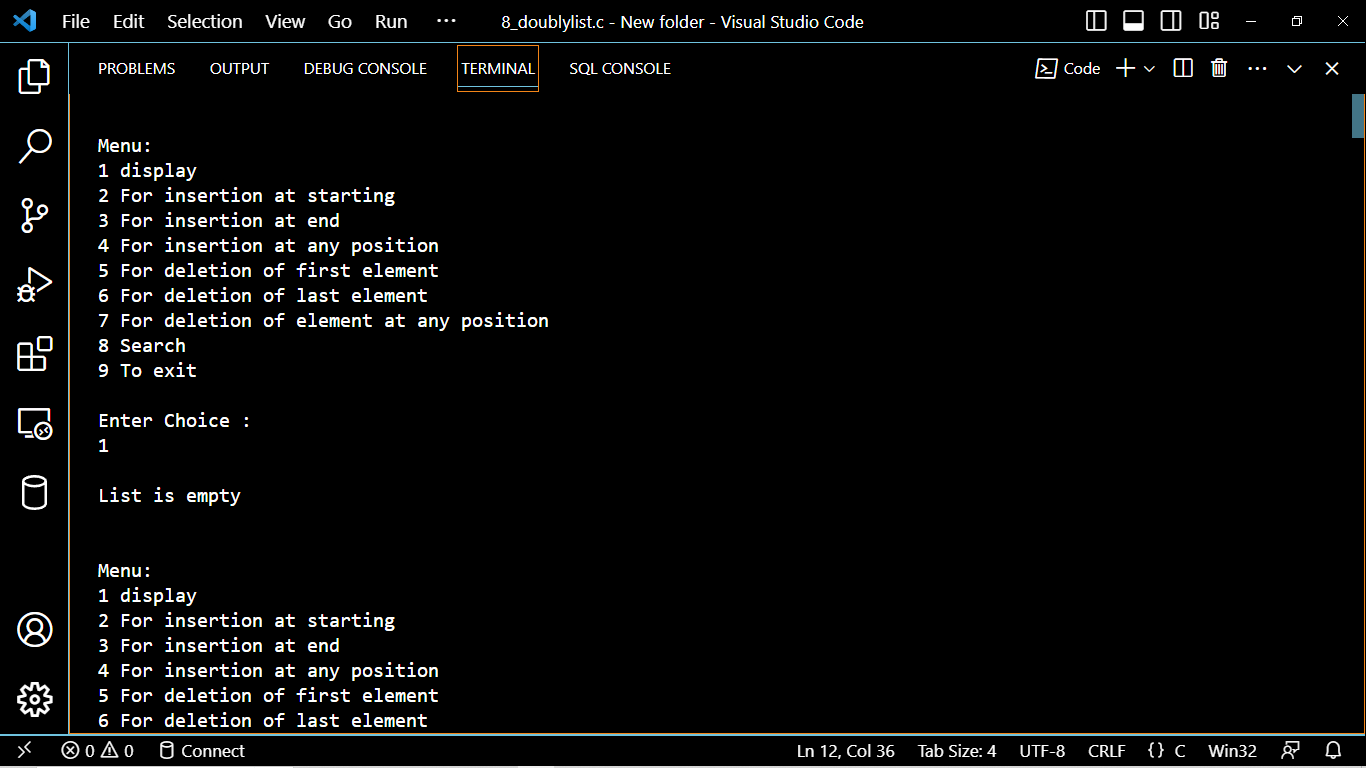 File Edit Selection View Go Run ··· 8_doublylist.c - New folder - Visual Studio Code
PROBLEMS OUTPUT DEBUG CONSOLE TERMINAL SQL CONSOLE Code
Menu:
1 display
2 For insertion at starting
3 For insertion at end
4 For insertion at any position
5 For deletion of first element
6 For deletion of last element
7 For deletion of element at any position
8 Search
9 To exit
Enter Choice :
1
List is empty
Menu:
1 display
2 For insertion at starting
3 For insertion at end
4 For insertion at any position
5 For deletion of first element
6 For deletion of last element
0 0 Connect Ln 12, Col 36 Tab Size: 4 UTF-8 CRLF {} C Win32